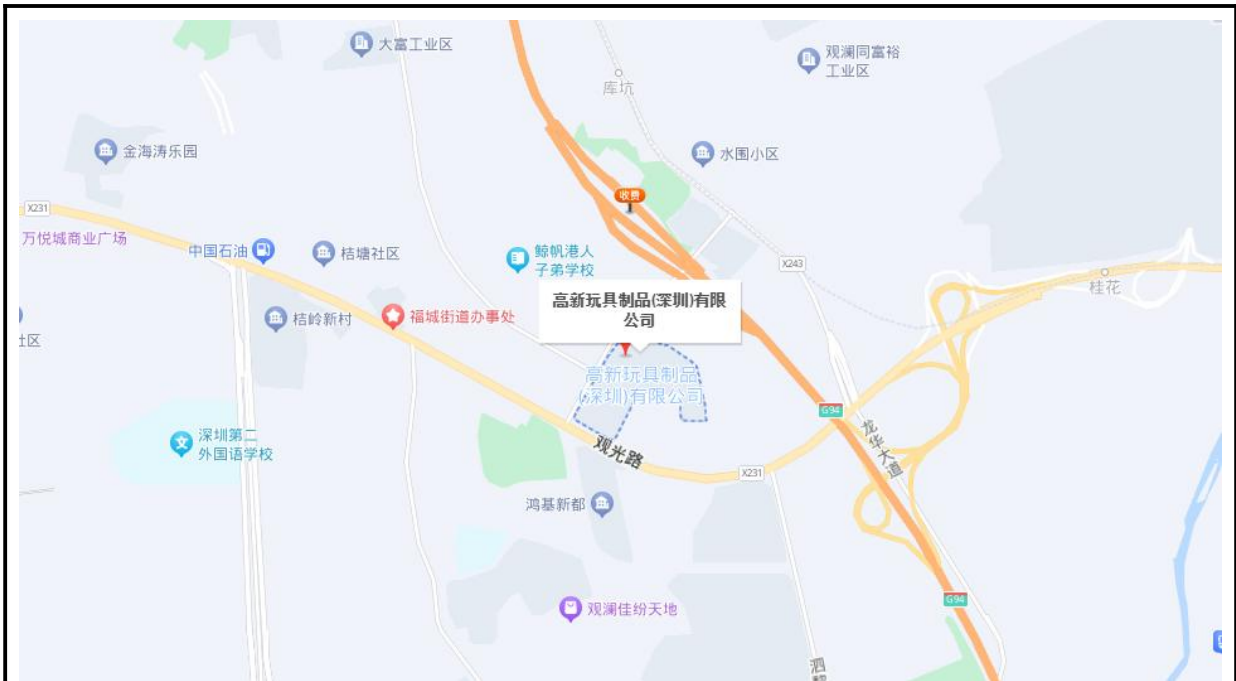 大富工业区
观澜同富裕
工业区
库坑
金海涛乐园
水围小区
收费
X231
万悦城商业广场
中国石油
桔塘社区
鲸帆港人
子弟学校
X243
桂花
高新玩具制品(深圳)有限
公司
桔岭新村
福城街道办事处
社区
高新玩具制品
(深圳)有限公司
G94
龙华大道
深圳第二
外国语学校
观光路
X231
鸿基新都
G94
观澜佳纷天地
泗